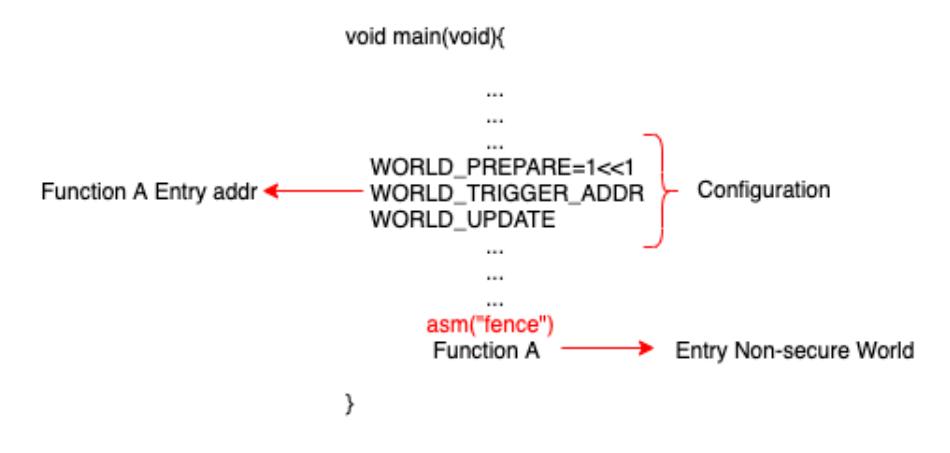 void main(void){
...
...
...
WORLD_PREPARE=1<<1
Function A Entry addr WORLD_TRIGGER_ADDR Configuration
WORLD_UPDATE
...
...
...
asm("fence")
Function A Entry Non-secure World
}